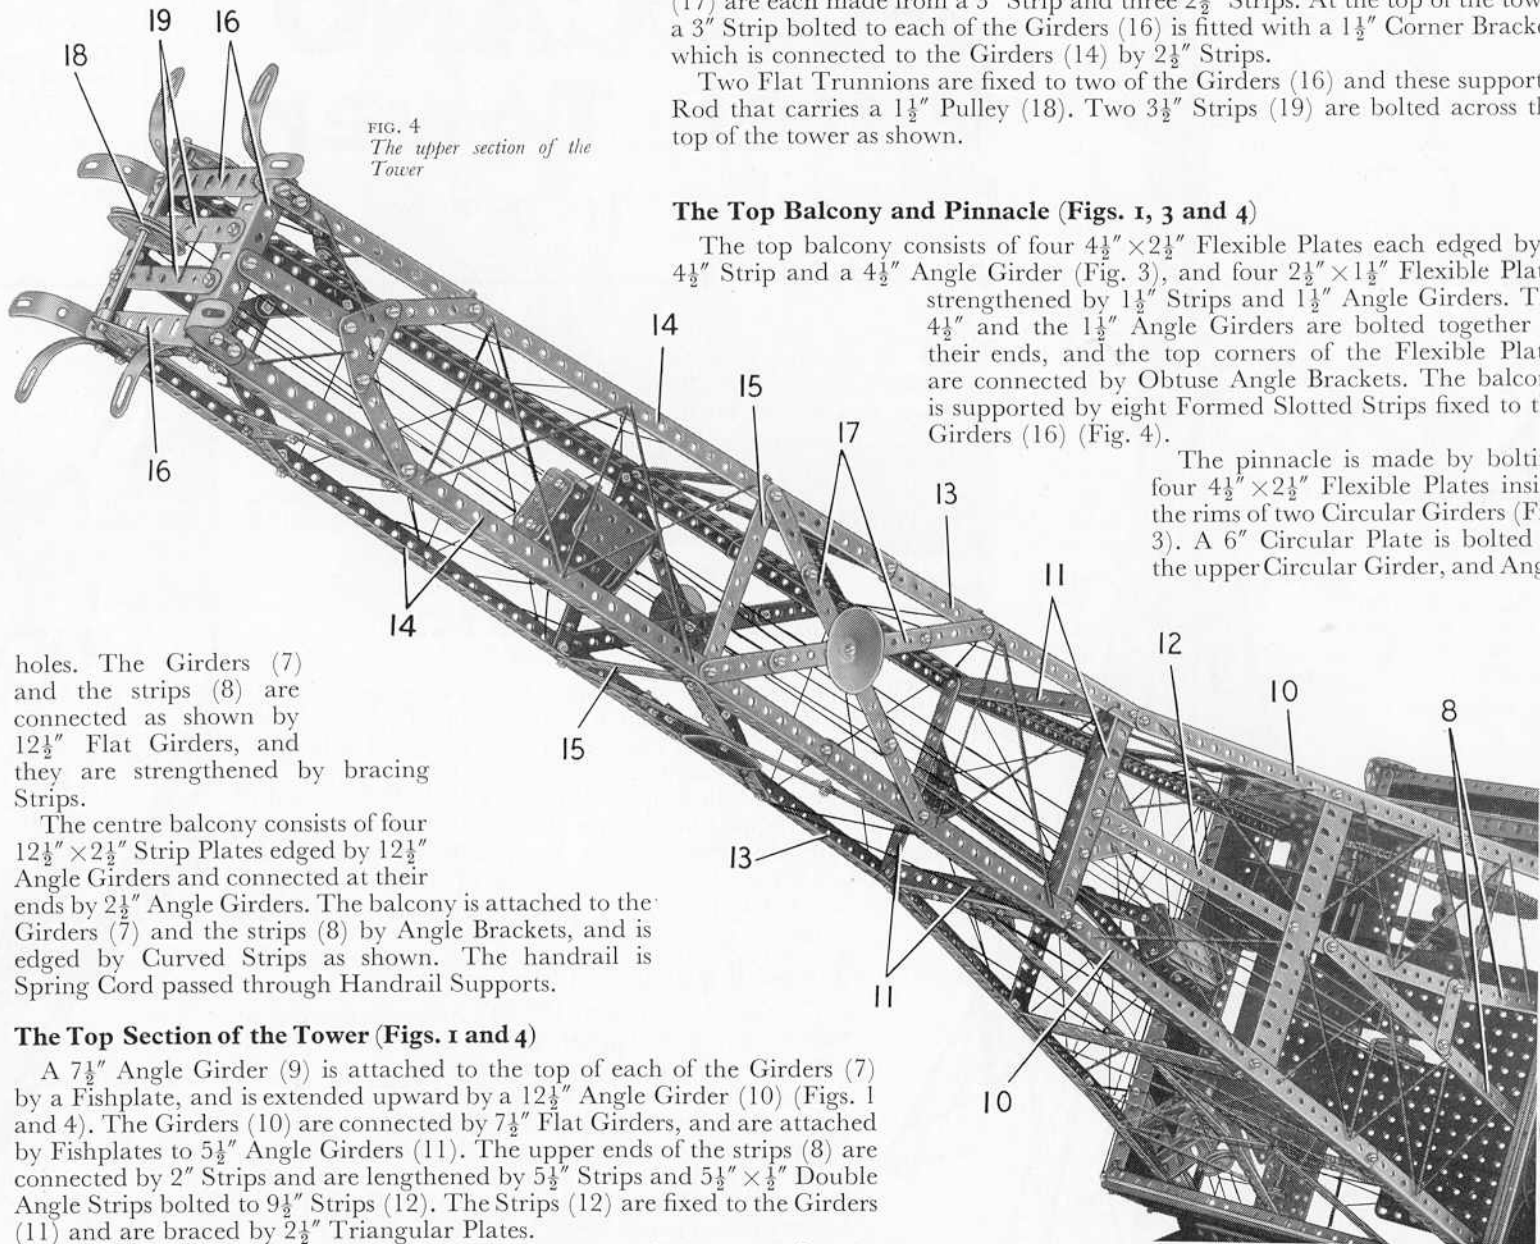 (17) are each made from a 3″ Strip and three 2½″ Strips. At the top of the
a 3″ Strip bolted to each of the Girders (16) is fitted with a 1½″ Corner
which is connected to the Girders (14) by 2½″ Strips.
Two Flat Trunnions are fixed to two of the Girders (16) and these
Rod that carries a 1½″ Pulley (18). Two 3½″ Strips (19) are bolted across
top of the tower as shown.
FIG. 4
The upper section of the
Tower
The Top Balcony and Pinnacle (Figs. 1, 3 and 4)
The top balcony consists of four 4½″ × 2½″ Flexible Plates each edged by
4½″ Strip and a 4½″ Angle Girder (Fig. 3), and four 2½″ × 1½″ Flexible
strengthened by 1½″ Strips and 1½″ Angle Girders.
4½″ and the 1½″ Angle Girders are bolted together
their ends, and the top corners of the Flexible
are connected by Obtuse Angle Brackets. The
is supported by eight Formed Slotted Strips fixed to
Girders (16) (Fig. 4).
The pinnacle is made by
four 4½″ × 2½″ Flexible Plates
the rims of two Circular Girders
3). A 6″ Circular Plate is bolted
the upper Circular Girder, and
19 16
18
14
15
17
13
11
12
10
8
16
14
15
13
11
10
holes. The Girders (7)
and the strips (8) are
connected as shown by
12½″ Flat Girders, and
they are strengthened by bracing
Strips.
The centre balcony consists of four
12½″ × 2½″ Strip Plates edged by 12½″
Angle Girders and connected at their
ends by 2½″ Angle Girders. The balcony is attached to the
Girders (7) and the strips (8) by Angle Brackets, and is
edged by Curved Strips as shown. The handrail is
Spring Cord passed through Handrail Supports.
The Top Section of the Tower (Figs. 1 and 4)
A 7½″ Angle Girder (9) is attached to the top of each of the Girders (7)
by a Fishplate, and is extended upward by a 12½″ Angle Girder (10) (Figs. 1
and 4). The Girders (10) are connected by 7½″ Flat Girders, and are attached
by Fishplates to 5½″ Angle Girders (11). The upper ends of the strips (8) are
connected by 2″ Strips and are lengthened by 5½″ Strips and 5½″ × ½″ Double
Angle Strips bolted to 9½″ Strips (12). The Strips (12) are fixed to the Girders
(11) and are braced by 2½″ Triangular Plates.